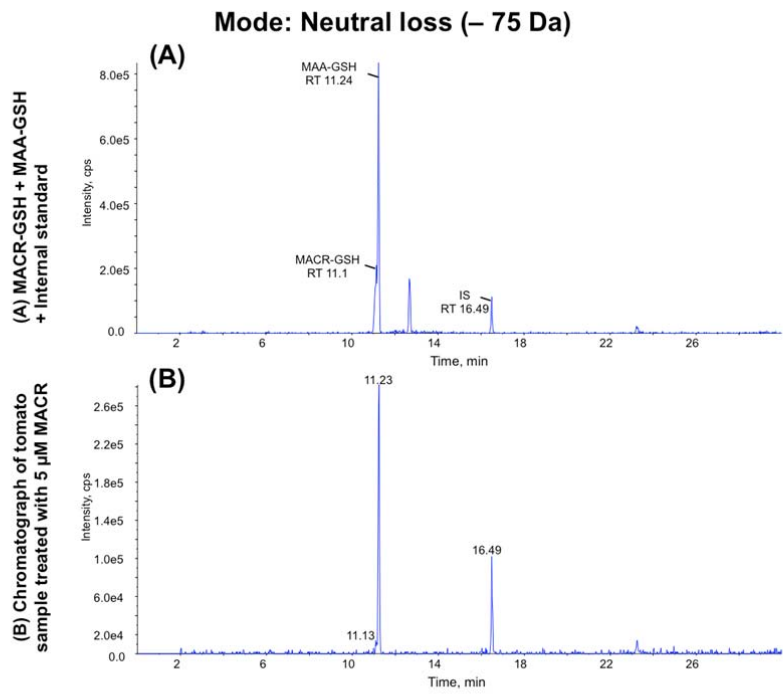 Mode: Neutral loss (– 75 Da)
(A)
(A) MACR-GSH + MAA-GSH
+ Internal standard
Intensity, cps
8.0e5
6.0e5
4.0e5
2.0e5
0.0
MAA-GSH
RT 11.24
MACR-GSH
RT 11.1
IS
RT 16.49
2 6 10 14 18 22 26
Time, min
(B)
(B) Chromatograph of tomato
sample treated with 5 µM MACR
Intensity, cps
2.6e5
2.2e5
1.8e5
1.4e5
1.0e5
6.0e4
2.0e4
0.0
11.23
16.49
11.13
2 6 10 14 18 22 26
Time, min